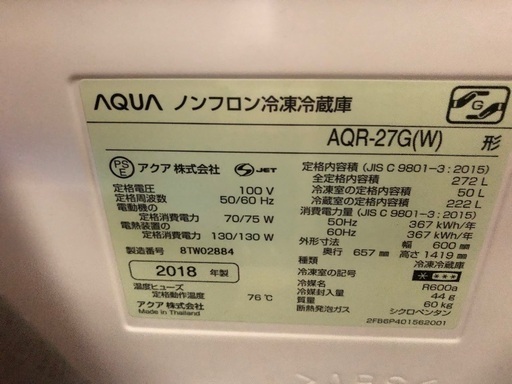 AQUA ノンフロン冷凍冷蔵庫
G
AQR-27G(W) 形
PS E アクア株式会社 S JET
定格電圧 100 V
定格周波数 50/60 Hz
電動機の
定格消費電力 70/75 W
電熱装置の
定格消費電力 130/130 W
製造番号 8TW02884
2018 年製
温度ヒューズ
定格動作温度 76℃
アクア株式会社
Made in Thailand
定格内容積 (JIS C 9801-3:2015)
全定格内容積 272 L
冷凍室の定格内容積 50 L
冷蔵室の定格内容積 222 L
消費電力量 (JIS C 9801-3:2015)
50Hz 367 kWh/年
60Hz 367 kWh/年
外形寸法 幅 600 mm
奥行 657 mm 高さ 1419 mm
種類 冷凍冷蔵庫
冷凍室の記号 ****
冷媒名 R600a
冷媒封入量 44 g
質量 60 kg
断熱発泡ガス シクロペンタン
2FB6P401562001